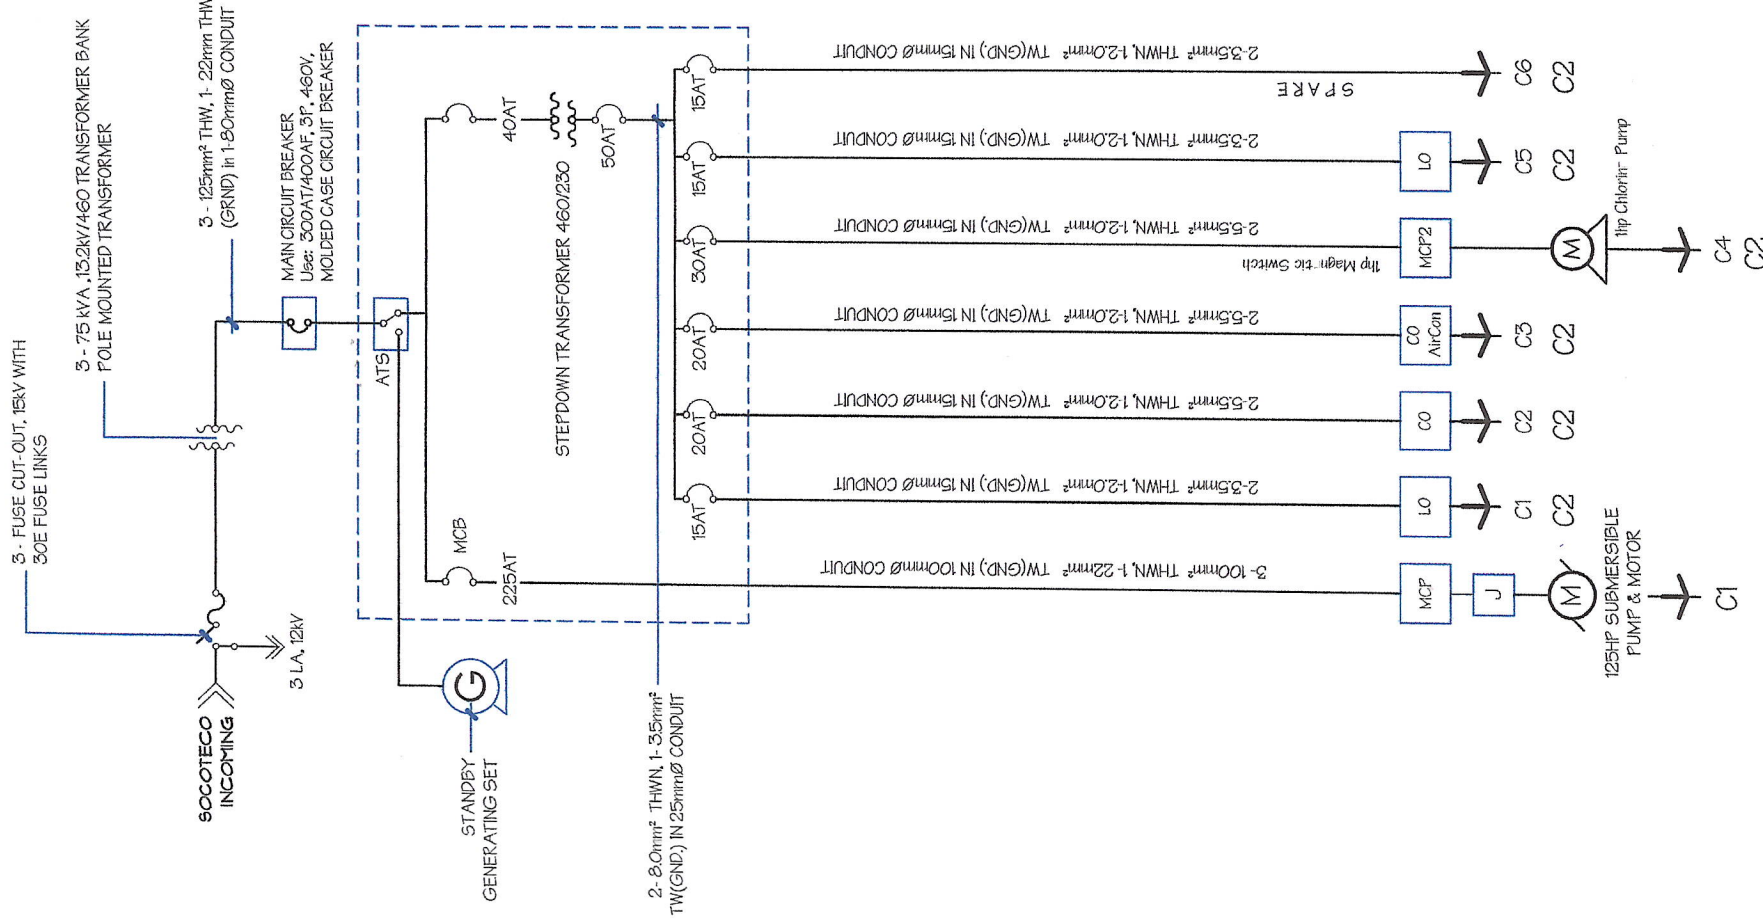 3 - FUSE CUT-OUT, 15kV WITH
30E FUSE LINKS
3 - 75 kVA ,13.2kV/460 TRANSFORMER BANK
POLE MOUNTED TRANSFORMER
3 - 125mm² THW, 1- 22mm THW
(GRND) in 1-80mmØ CONDUIT
MAIN CIRCUIT BREAKER
Use: 300AT/400AF, 3P, 460V,
MOLDED CASE CIRCUIT BREAKER
SOCOTECO
INCOMING
3 LA, 12kV
ATS
STANDBY
GENERATING SET
G
MCB
225AT
40AT
STEPDOWN TRANSFORMER 460/230
50AT
2- 8.0mm² THWN, 1- 3.5mm²
TW(GND.) IN 25mmØ CONDUIT
15AT
2-3.5mm² THWN, 1-2.0mm² TW(GND.) IN 15mmØ CONDUIT
SPARE
C6
C2
15AT
2-3.5mm² THWN, 1-2.0mm² TW(GND.) IN 15mmØ CONDUIT
LO
C5
C2
30AT
2-5.5mm² THWN, 1-2.0mm² TW(GND.) IN 15mmØ CONDUIT
1hp Magn tic Switch
MCP2
M
1hp Chlorin Pump
C4
C2
20AT
2-5.5mm² THWN, 1-2.0mm² TW(GND.) IN 15mmØ CONDUIT
CO
AirCon
C3
C2
20AT
2-5.5mm² THWN, 1-2.0mm² TW(GND.) IN 15mmØ CONDUIT
CO
C2
C2
15AT
2-3.5mm² THWN, 1-2.0mm² TW(GND.) IN 15mmØ CONDUIT
LO
C1
C2
3-100mm² THWN, 1-22mm² TW(GND.) IN 100mmØ CONDUIT
MCP
J
M
125HP SUBMERSIBLE
PUMP & MOTOR
C1